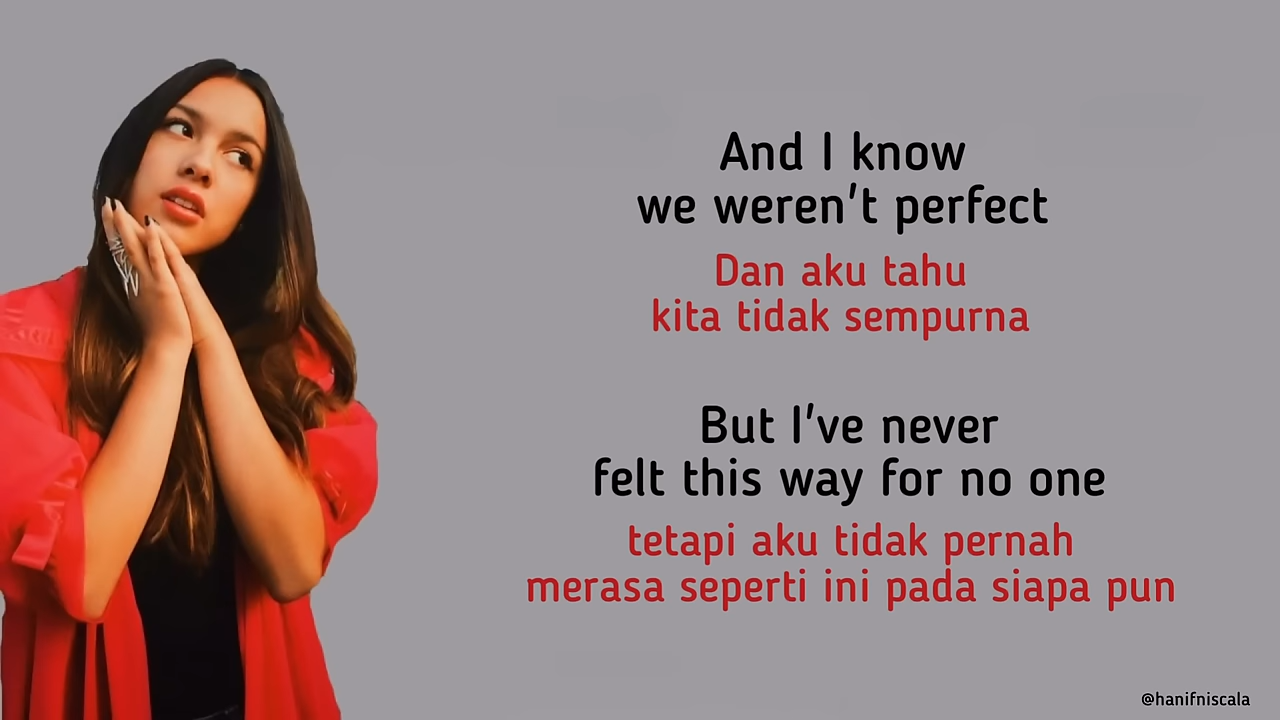 And I know
we weren't perfect
Dan aku tahu
kita tidak sempurna
But I've never
felt this way for no one
tetapi aku tidak pernah
merasa seperti ini pada siapa pun
@hanifniscala